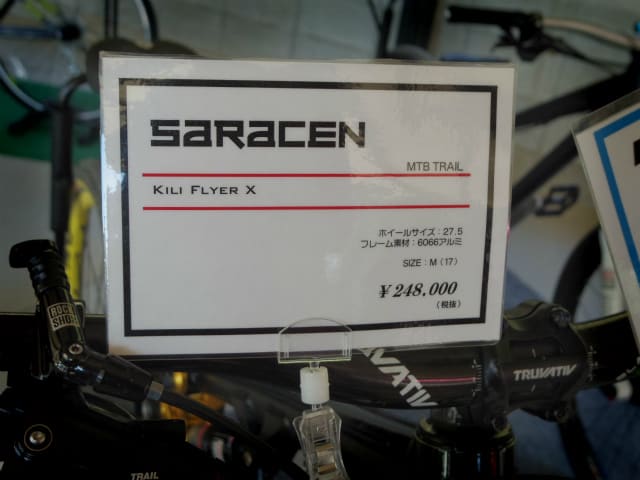 SARACEN
MTB TRAIL
KILI FLYER X
ホイールサイズ：27.5
フレーム素材：6066アルミ
SIZE：M（17）
￥248,000
（税抜）
ROCK
SHOX
TRUVATIV
TRAIL